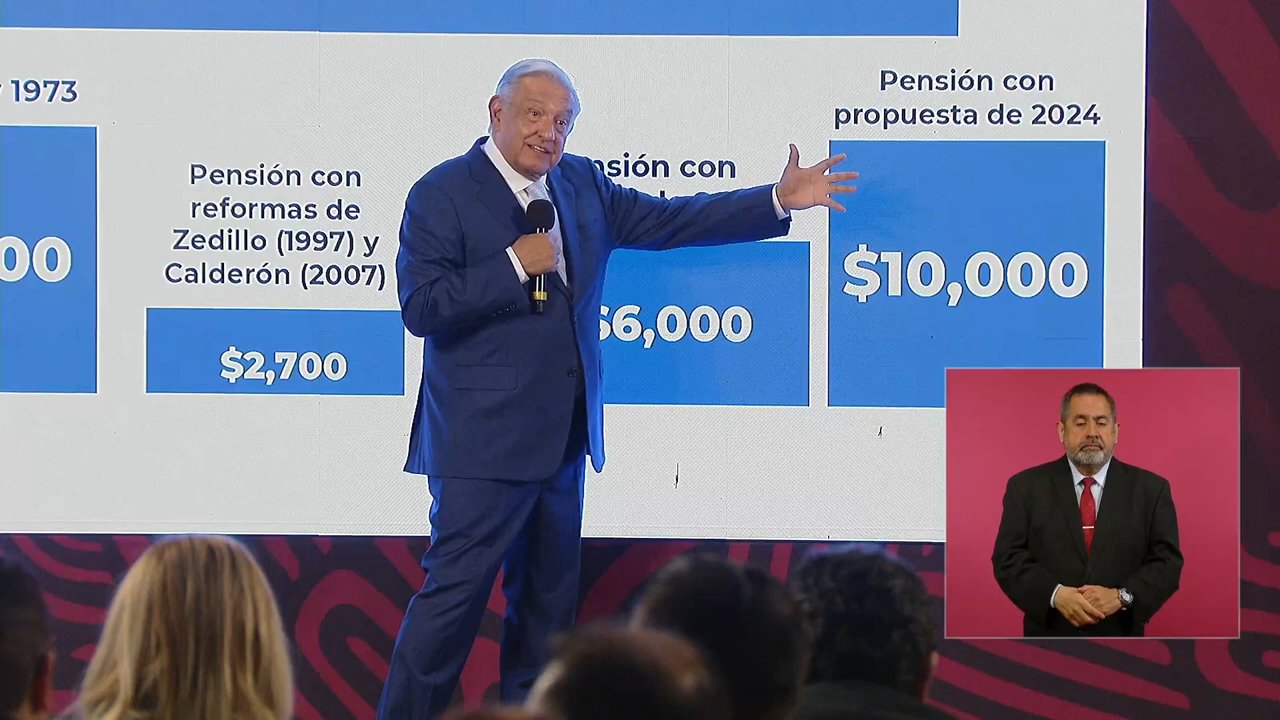 1973
00
Pensión con
reformas de
Zedillo (1997) y
Calderón (2007)
$2,700
nsión con
$6,000
Pensión con
propuesta de 2024
$10,000